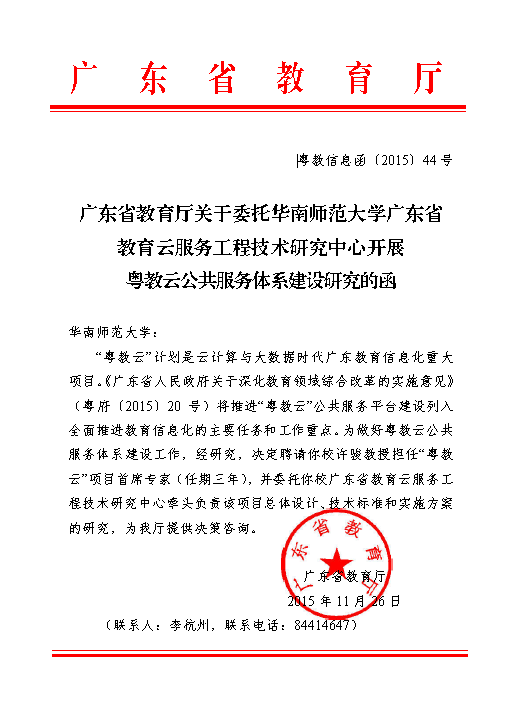 广东省教育厅
粤教信息函〔2015〕44号
广东省教育厅关于委托华南师范大学广东省
教育云服务工程技术研究中心开展
粤教云公共服务体系建设研究的函
华南师范大学：
“粤教云”计划是云计算与大数据时代广东教育信息化重大
项目。《广东省人民政府关于深化教育领域综合改革的实施意见》
（粤府〔2015〕20号）将推进“粤教云”公共服务平台建设列入
全面推进教育信息化的主要任务和工作重点。为做好粤教云公共
服务体系建设工作，经研究，决定聘请你校许骏教授担任“粤教
云”项目首席专家（任期三年），并委托你校广东省教育云服务工
程技术研究中心牵头负责该项目总体设计、技术标准和实施方案
的研究，为我厅提供决策咨询。
广东省教育厅
广东省教育厅
2015年11月26日
（联系人：李杭州，联系电话：84414647）